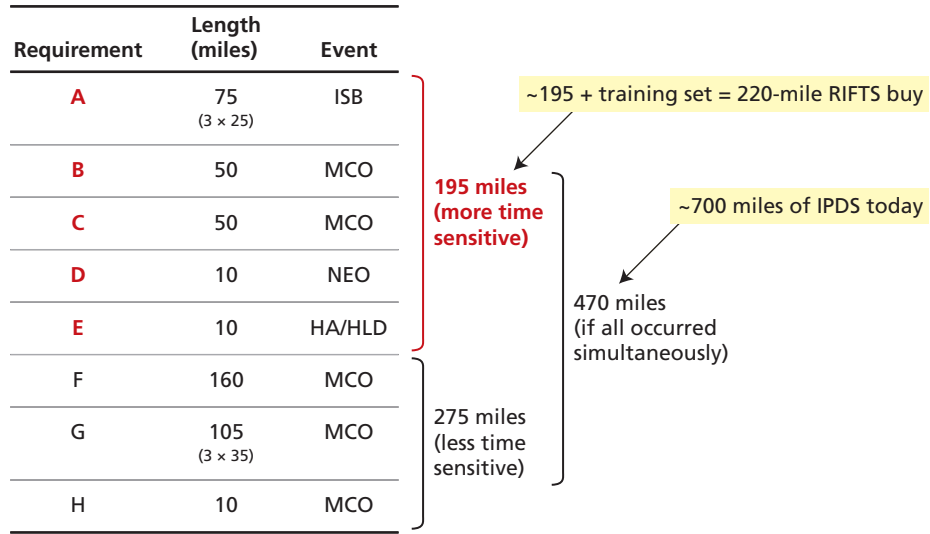 Requirement Length (miles) Event
A 75 ISB
(3 × 25)
B 50 MCO
C 50 MCO
D 10 NEO
E 10 HA/HLD
F 160 MCO
G 105 MCO
(3 × 35)
H 10 MCO
~195 + training set = 220-mile RIFTS buy
195 miles
(more time
sensitive)
~700 miles of IPDS today
470 miles
(if all occurred
simultaneously)
275 miles
(less time
sensitive)